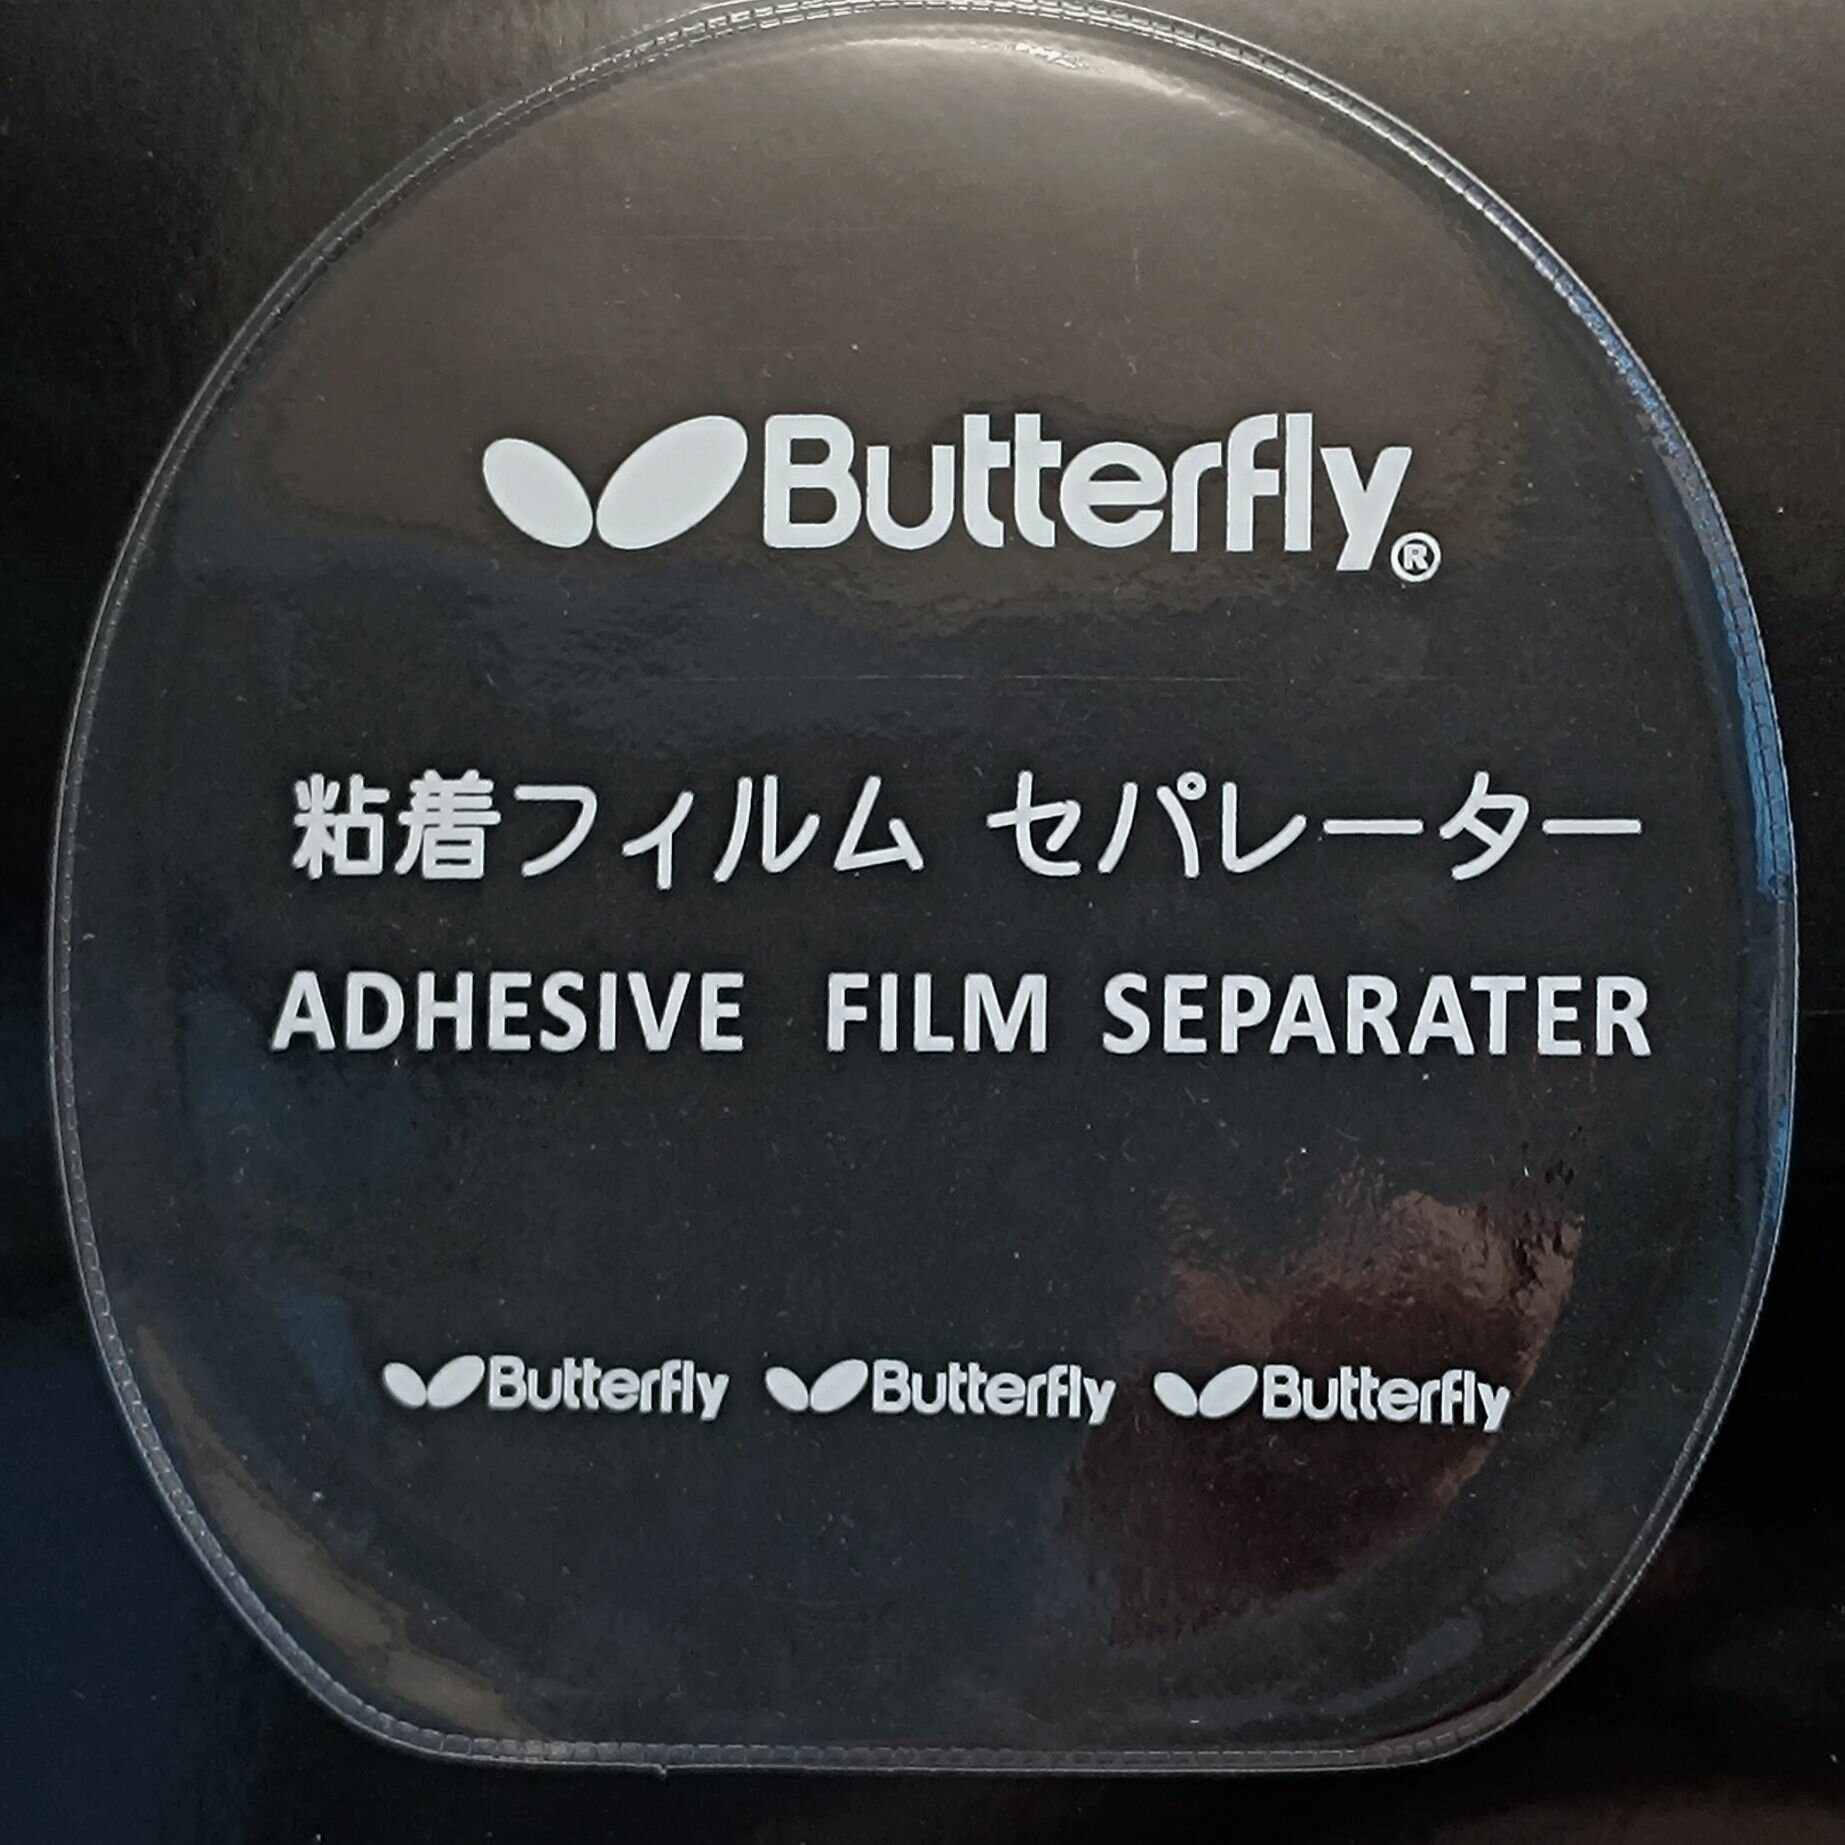 Butterfly®
粘着フィルム セパレーター
ADHESIVE FILM SEPARATER
Butterfly Butterfly Butterfly